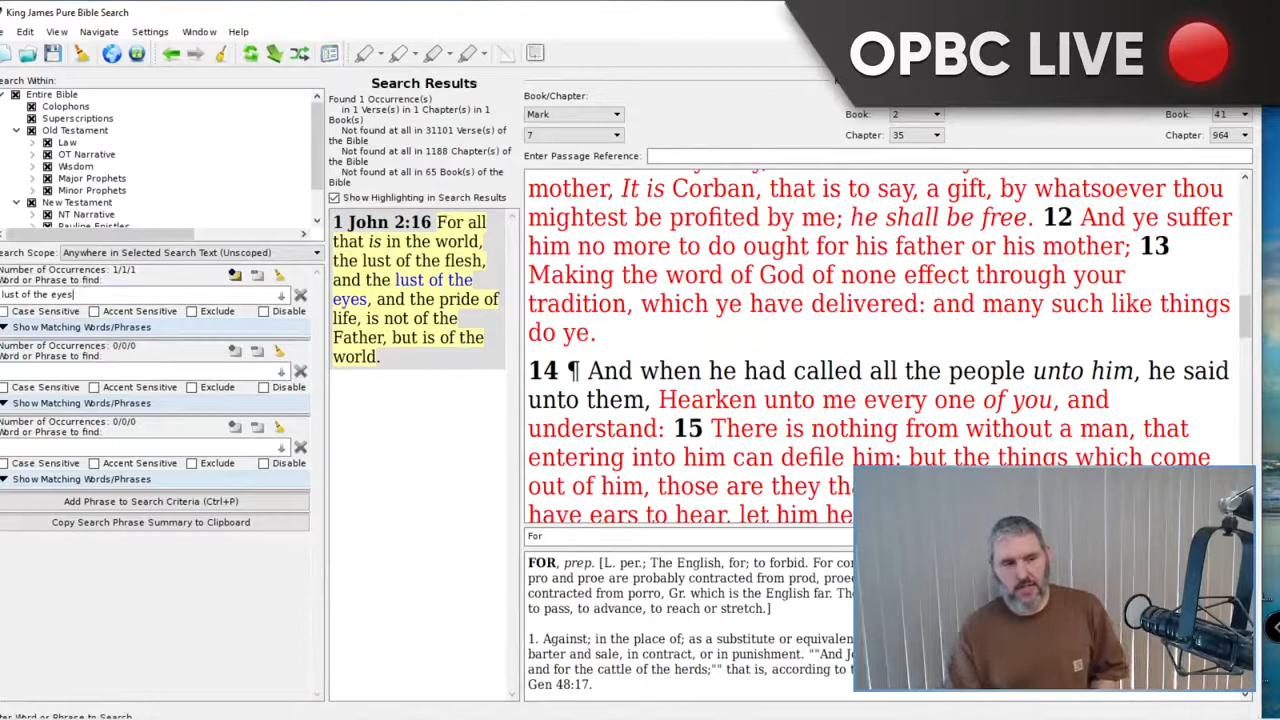 King James Pure Bible Search
Edit View Navigate Settings Window Help
OPBC LIVE
earch Within:
Entire Bible
Colophons
Superscriptions
Old Testament
Law
OT Narrative
Wisdom
Major Prophets
Minor Prophets
New Testament
NT Narrative
Pauline Epistles
earch Scope: Anywhere in Selected Search Text (Unscoped)
Number of Occurrences: 1/1/1
Word or Phrase to find:
lust of the eyes
Case Sensitive Accent Sensitive Exclude Disable
Show Matching Words/Phrases
Number of Occurrences: 0/0/0
Word or Phrase to find:
Case Sensitive Accent Sensitive Exclude Disable
Show Matching Words/Phrases
Number of Occurrences: 0/0/0
Word or Phrase to find:
Case Sensitive Accent Sensitive Exclude Disable
Show Matching Words/Phrases
Add Phrase to Search Criteria (Ctrl+P)
Copy Search Phrase Summary to Clipboard
Search Results
Found 1 Occurrence(s)
in 1 Verse(s) in 1 Chapter(s) in 1
Book(s)
Not found at all in 31101 Verse(s) of
the Bible
Not found at all in 1188 Chapter(s) of
the Bible
Not found at all in 65 Book(s) of the
Bible
Show Highlighting in Search Results
1 John 2:16 For all
that is in the world,
the lust of the flesh,
and the lust of the
eyes, and the pride of
life, is not of the
Father, but is of the
world.
Book/Chapter:
Mark Book: 2 Book: 41
7 Chapter: 35 Chapter: 964
Enter Passage Reference:
mother, It is Corban, that is to say, a gift, by whatsoever thou
mightest be profited by me; he shall be free. 12 And ye suffer
him no more to do ought for his father or his mother; 13
Making the word of God of none effect through your
tradition, which ye have delivered: and many such like things
do ye.
14 ¶ And when he had called all the people unto him, he said
unto them, Hearken unto me every one of you, and
understand: 15 There is nothing from without a man, that
entering into him can defile him: but the things which come
out of him, those are they tha
have ears to hear, let him he
For
FOR, prep. [L. per.; The English, for; to forbid. For cor
pro and proe are probably contracted from prod, proe
contracted from porro, Gr. which is the English far. Th
to pass, to advance, to reach or stretch.]
1. Against; in the place of; as a substitute or equivalen
barter and sale, in contract, or in punishment. ""And Jo
and for the cattle of the herds;"" that is, according to t
Gen 48:17.